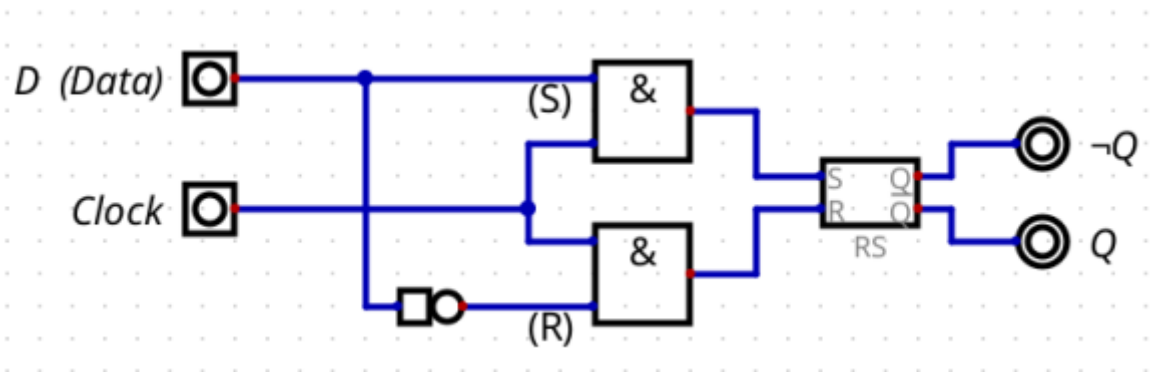 D (Data)
(S)
&
¬Q
Clock
S Q
R Q̅
RS
Q
&
(R)